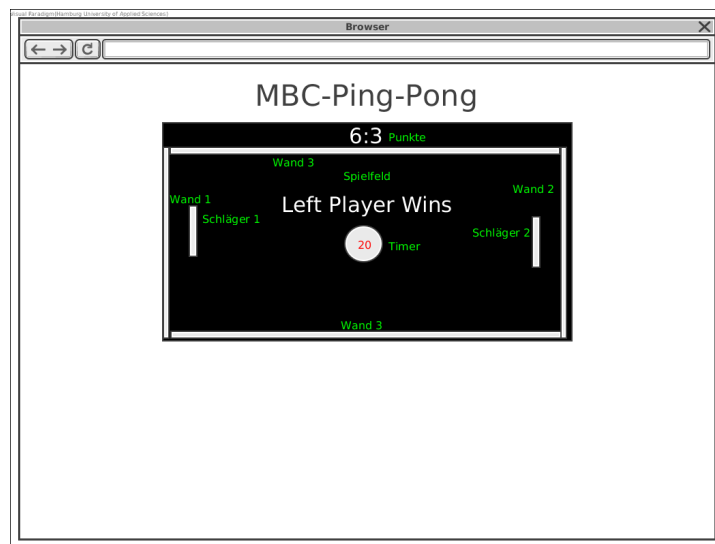 Visual Paradigm(Hamburg University of Applied Sciences)
Browser
MBC-Ping-Pong
6:3 Punkte
Wand 3
Spielfeld
Wand 2
Wand 1
Left Player Wins
Schläger 1
Schläger 2
20 Timer
Wand 3